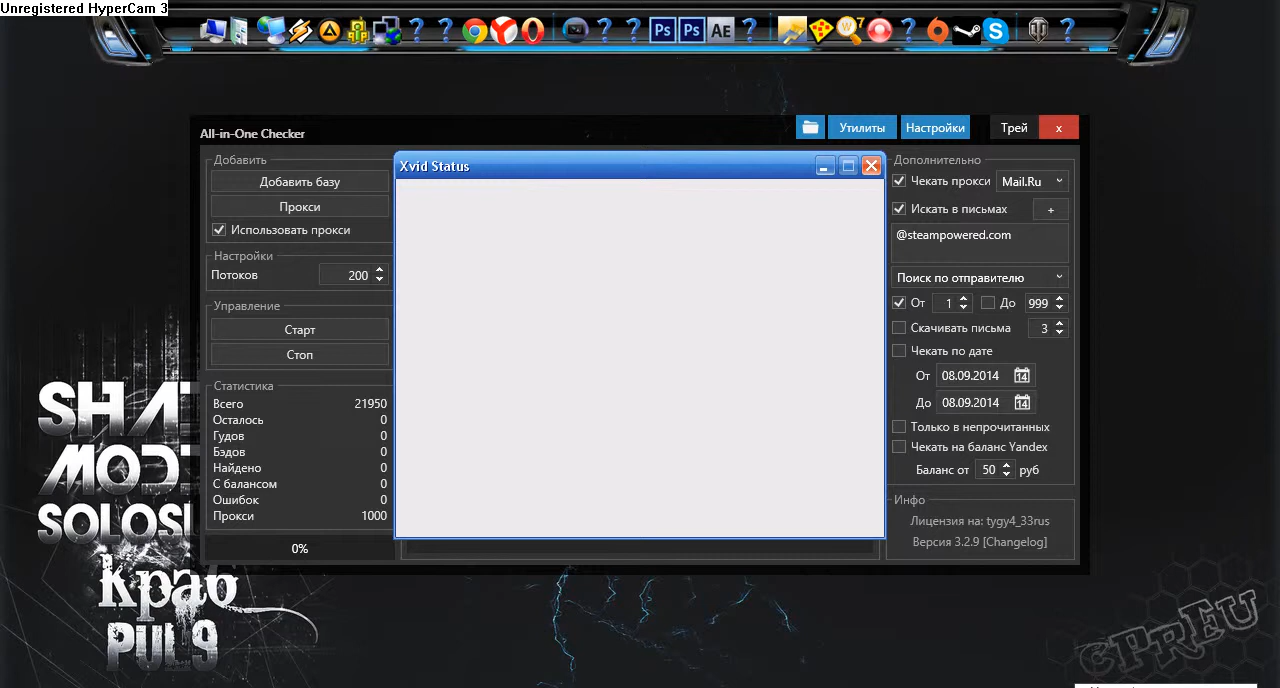 Unregistered HyperCam 3
Ps
Ps
AE
7
S
All-in-One Checker
Утилиты
Настройки
Трей
x
Добавить
Добавить базу
Прокси
Использовать прокси
Настройки
Потоков
200
Управление
Старт
Стоп
Статистика
Всего 21950
Осталось 0
Гудов 0
Бэдов 0
Найдено 0
С балансом 0
Ошибок 0
Прокси 1000
0%
Xvid Status
Дополнительно
Чекать прокси
Mail.Ru
Искать в письмах
+
@steampowered.com
Поиск по отправителю
От 1 До 999
Скачивать письма 3
Чекать по дате
От 08.09.2014 14
До 08.09.2014 14
Только в непрочитанных
Чекать на баланс Yandex
Баланс от 50 руб
Инфо
Лицензия на: tygy4_33rus
Версия 3.2.9 [Changelog]
Краб
PUL9